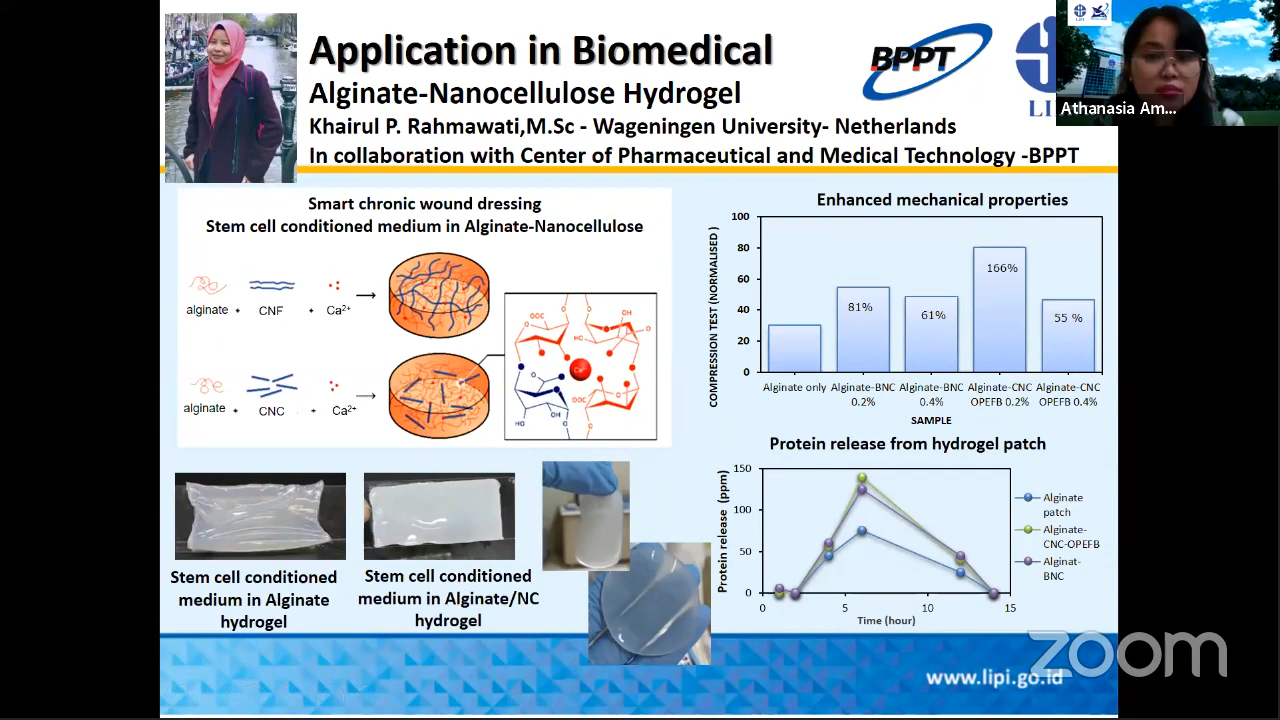 Application in Biomedical
Alginate-Nanocellulose Hydrogel
Khairul P. Rahmawati,M.Sc - Wageningen University- Netherlands
In collaboration with Center of Pharmaceutical and Medical Technology -BPPT
BPPT
LIPI
Athanasia Am...
Smart chronic wound dressing
Stem cell conditioned medium in Alginate-Nanocellulose
alginate + CNF + Ca2+
alginate + CNC + Ca2+
OOC
OH
HO
Ca2+
OOC
HO
OH
Enhanced mechanical properties
COMPRESSION TEST (NORMALISED )
100
80
60
40
20
0
81%
61%
166%
55 %
Alginate only
Alginate-BNC 0.2%
Alginate-BNC 0.4%
Alginate-CNC OPEFB 0.2%
Alginate-CNC OPEFB 0.4%
SAMPLE
Protein release from hydrogel patch
Protein release (ppm)
150
100
50
0
0 5 10 15
Time (hour)
Alginate patch
Alginate-CNC-OPEFB
Alginat-BNC
Stem cell conditioned
medium in Alginate
hydrogel
Stem cell conditioned
medium in Alginate/NC
hydrogel
zoom
www.lipi.go.id